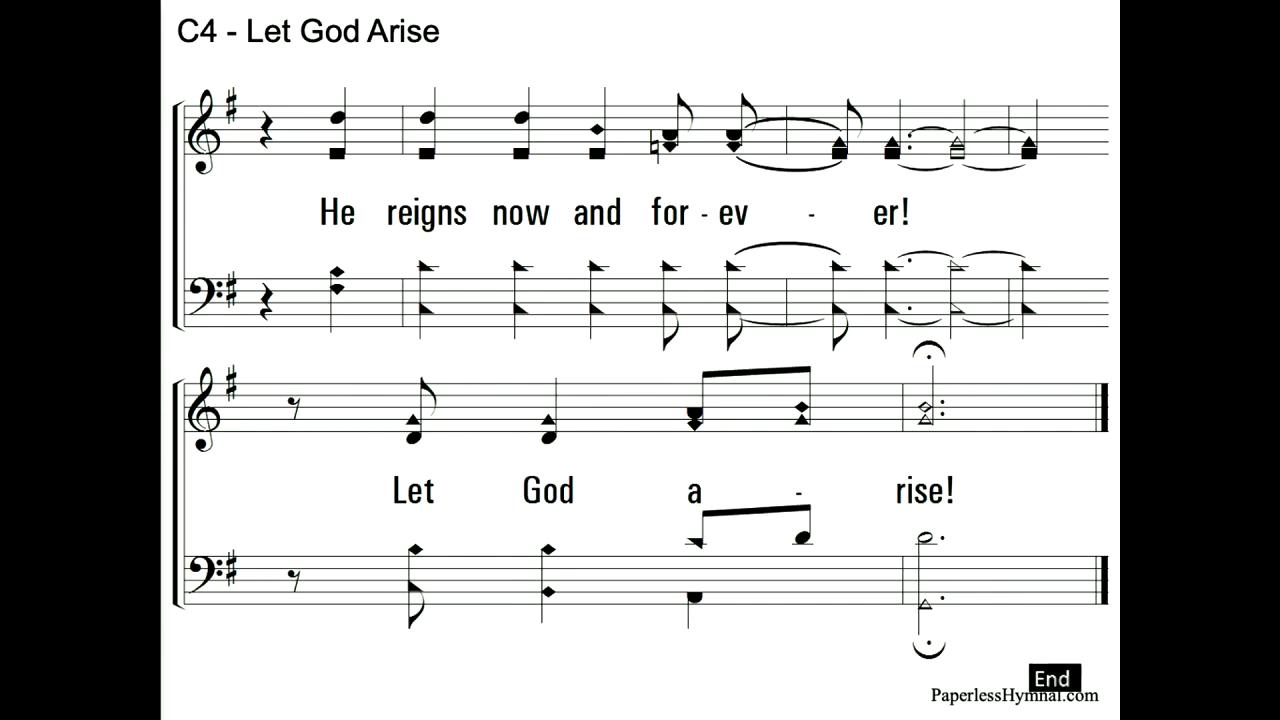 C4 - Let God Arise
He reigns now and for - ev - er!
Let God a - rise!
End
PaperlessHymnal.com